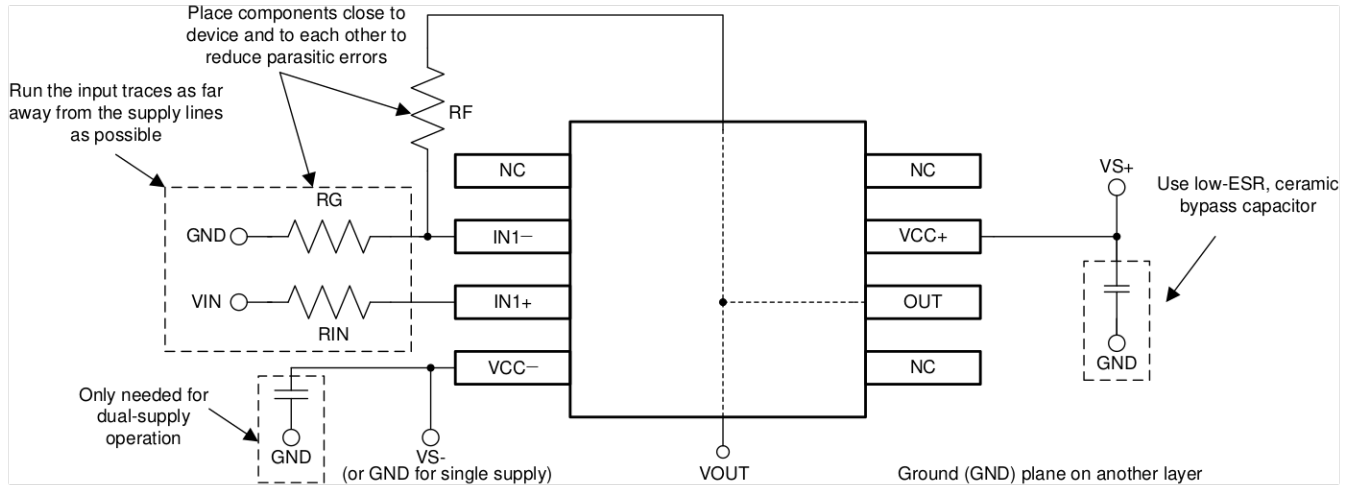 Place components close to
device and to each other to
reduce parasitic errors
Run the input traces as far
away from the supply lines
as possible
RF
NC
NC
VS+
Use low-ESR, ceramic
bypass capacitor
RG
GND
IN1−
VCC+
VIN
IN1+
OUT
RIN
VCC−
NC
GND
Only needed for
dual-supply
operation
GND
VS-
(or GND for single supply)
VOUT
Ground (GND) plane on another layer